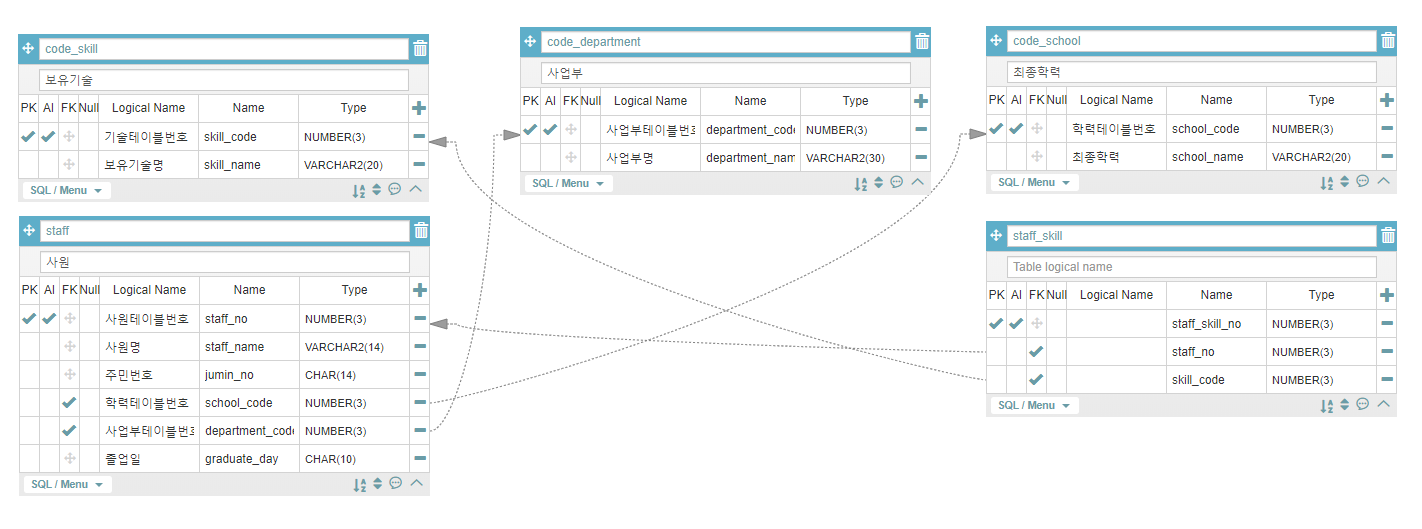 code_skill
보유기술
PK AI FK Null Logical Name Name Type
기술테이블번호 skill_code NUMBER(3)
보유기술명 skill_name VARCHAR2(20)
SQL / Menu
code_department
사업부
PK AI FK Null Logical Name Name Type
사업부테이블번호 department_code NUMBER(3)
사업부명 department_nam VARCHAR2(30)
SQL / Menu
code_school
최종학력
PK AI FK Null Logical Name Name Type
학력테이블번호 school_code NUMBER(3)
최종학력 school_name VARCHAR2(20)
SQL / Menu
staff
사원
PK AI FK Null Logical Name Name Type
사원테이블번호 staff_no NUMBER(3)
사원명 staff_name VARCHAR2(14)
주민번호 jumin_no CHAR(14)
학력테이블번호 school_code NUMBER(3)
사업부테이블번호 department_code NUMBER(3)
졸업일 graduate_day CHAR(10)
SQL / Menu
staff_skill
Table logical name
PK AI FK Null Logical Name Name Type
staff_skill_no NUMBER(3)
staff_no NUMBER(3)
skill_code NUMBER(3)
SQL / Menu